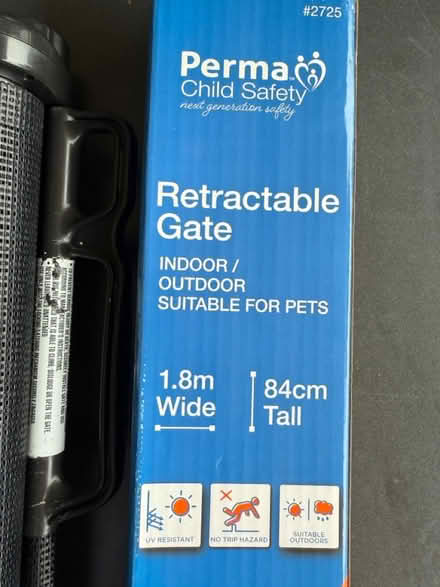 #2725
Perma
Child Safety
next generation safety
Retractable
Gate
INDOOR /
OUTDOOR
SUITABLE FOR PETS
1.8m
Wide
84cm
Tall
UV RESISTANT
NO TRIP HAZARD
SUITABLE
OUTDOORS